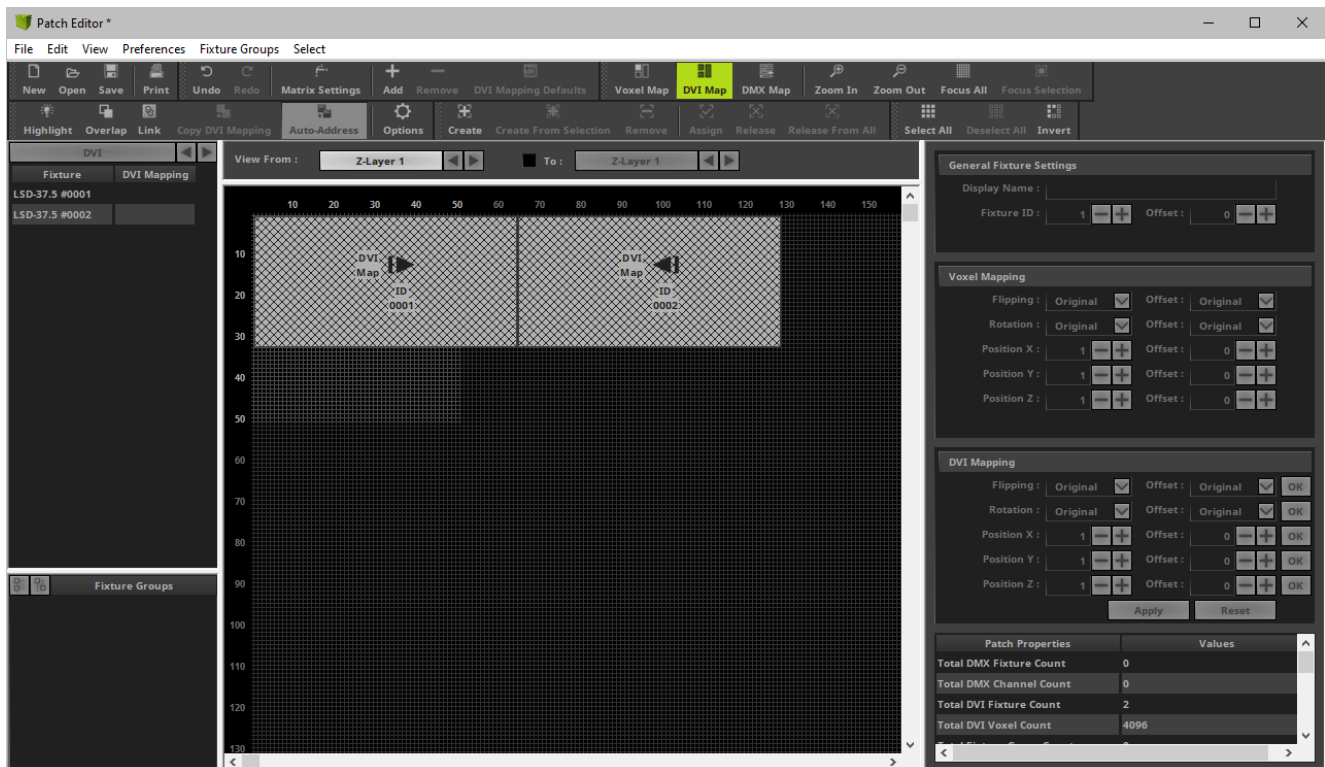 Patch Editor *
File Edit View Preferences Fixture Groups Select
New Open Save Print Undo Redo Matrix Settings Add Remove DVI Mapping Defaults Voxel Map DVI Map DMX Map Zoom In Zoom Out Focus All Focus Selection
Highlight Overlap Link Copy DVI Mapping Auto-Address Options Create Create From Selection Remove Assign Release Release From All Select All Deselect All Invert
DVI
Fixture DVI Mapping
LSD-37.5 #0001
LSD-37.5 #0002
Fixture Groups
View From : Z-Layer 1 To : Z-Layer 1
10 20 30 40 50 60 70 80 90 100 110 120 130 140 150
10
20
30
40
50
60
70
80
90
100
110
120
130
DVI
Map
ID
0001
DVI
Map
ID
0002
General Fixture Settings
Display Name :
Fixture ID : 1 Offset : 0
Voxel Mapping
Flipping : Original Offset : Original
Rotation : Original Offset : Original
Position X : 1 Offset : 0
Position Y : 1 Offset : 0
Position Z : 1 Offset : 0
DVI Mapping
Flipping : Original Offset : Original OK
Rotation : Original Offset : Original OK
Position X : 1 Offset : 0 OK
Position Y : 1 Offset : 0 OK
Position Z : 1 Offset : 0 OK
Apply Reset
Patch Properties Values
Total DMX Fixture Count 0
Total DMX Channel Count 0
Total DVI Fixture Count 2
Total DVI Voxel Count 4096